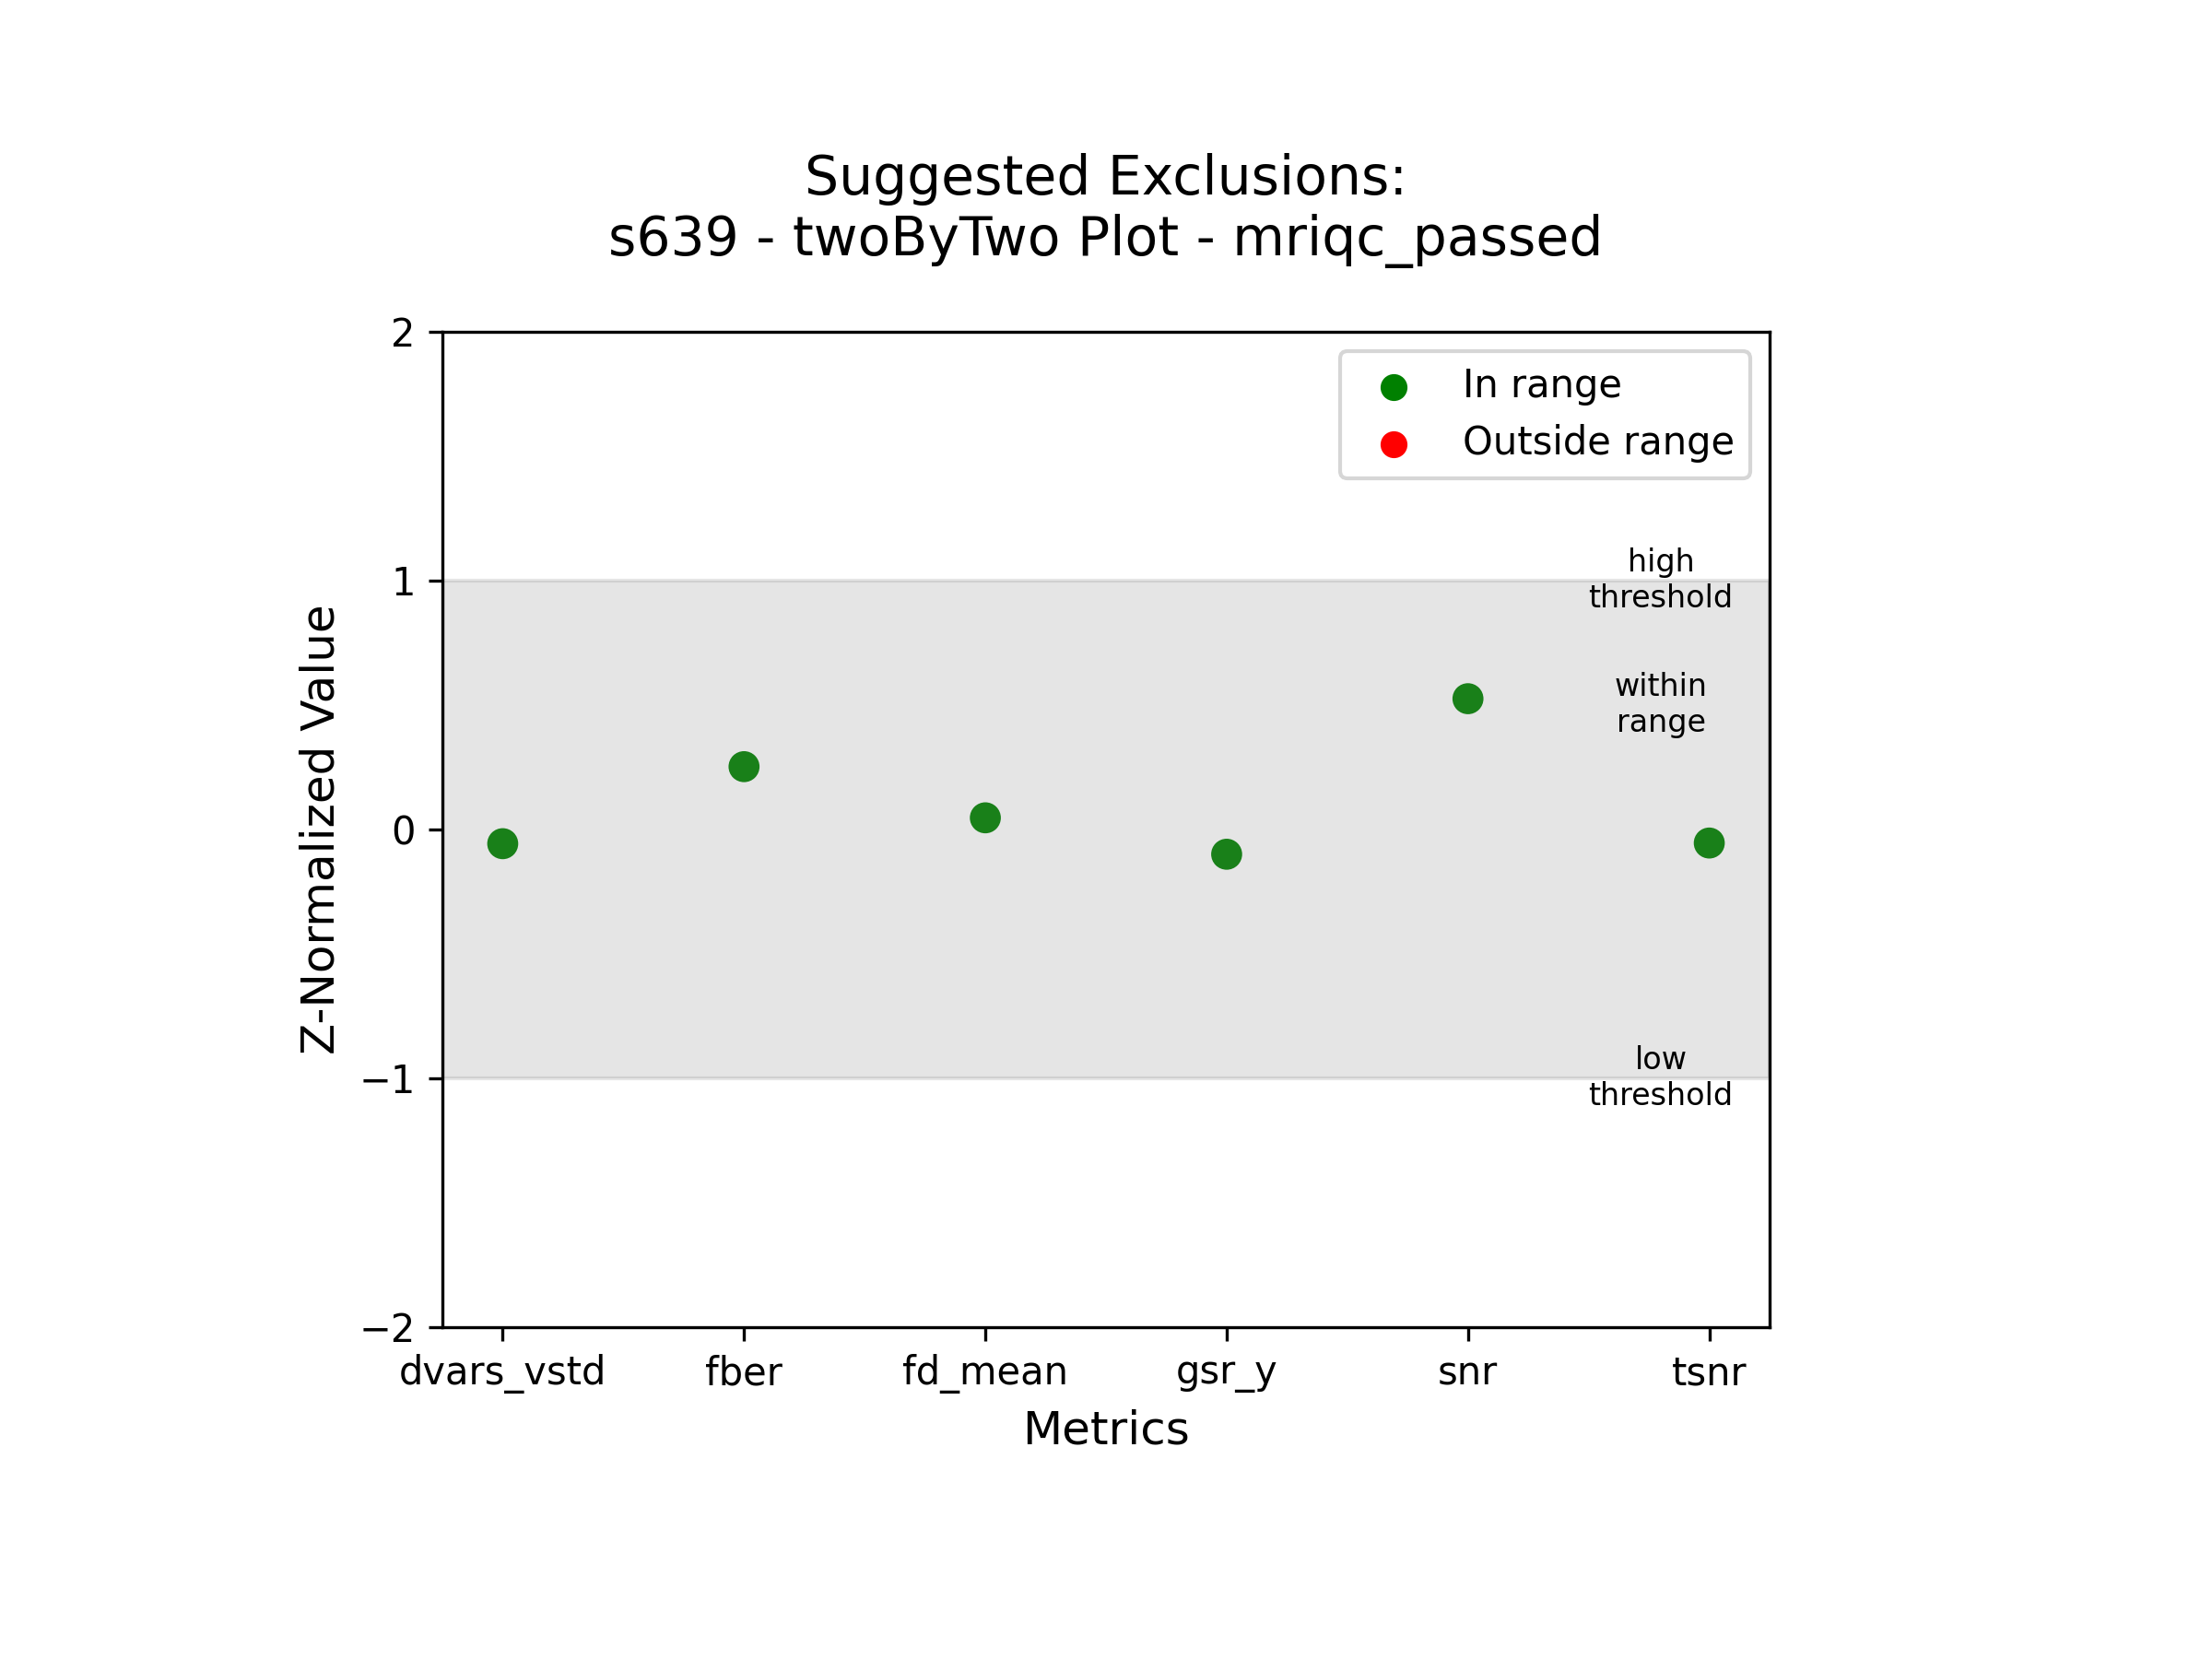 Suggested Exclusions:
s639 - twoByTwo Plot - mriqc_passed
2
In range
Outside range
high
threshold
1
within
range
Z-Normalized Value
0
low
threshold
−1
−2
dvars_vstd
fber
fd_mean
gsr_y
snr
tsnr
Metrics